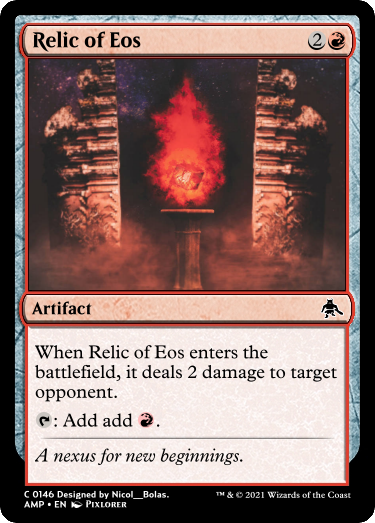 Relic of Eos 2
Artifact
When Relic of Eos enters the
battlefield, it deals 2 damage to target
opponent.
: Add add .
A nexus for new beginnings.
C 0146 Designed by Nicol__Bolas.
AMP • EN Pixlorer
™ & © 2021 Wizards of the Coast